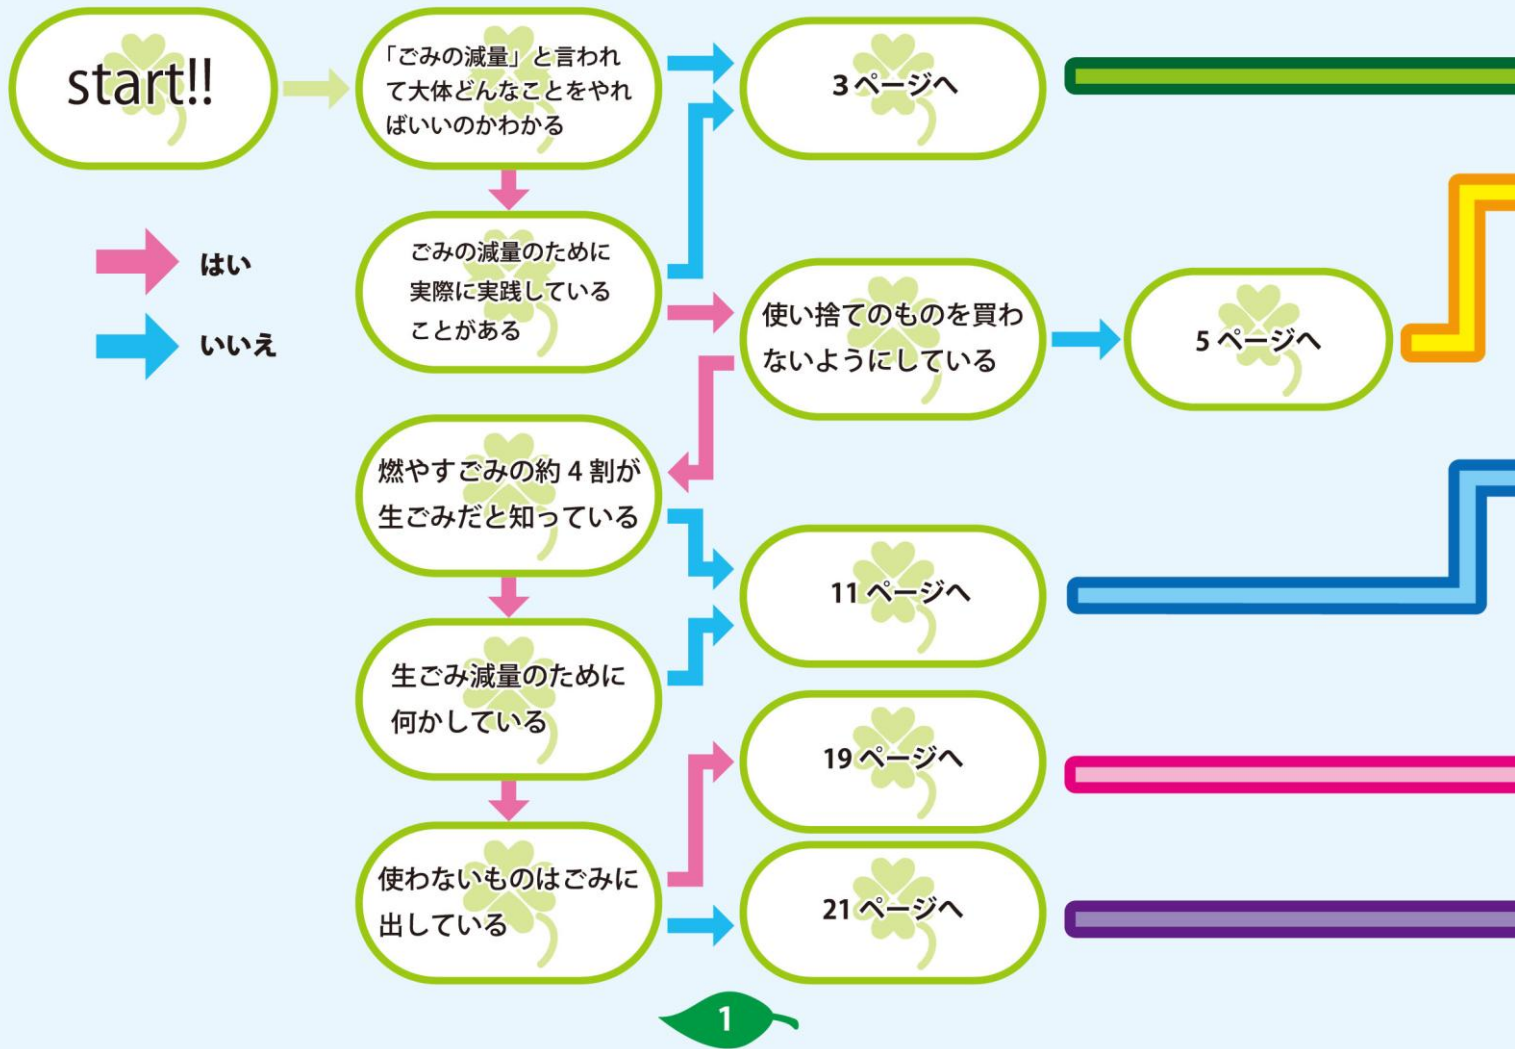 start!!
「ごみの減量」と言われ
て大体どんなことをやれ
ばいいのかわかる
3 ページへ
はい
いいえ
ごみの減量のために
実際に実践している
ことがある
使い捨てのものを買わ
ないようにしている
5 ページへ
燃やすごみの約 4 割が
生ごみだと知っている
11 ページへ
生ごみ減量のために
何かしている
19 ページへ
使わないものはごみに
出している
21 ページへ
1